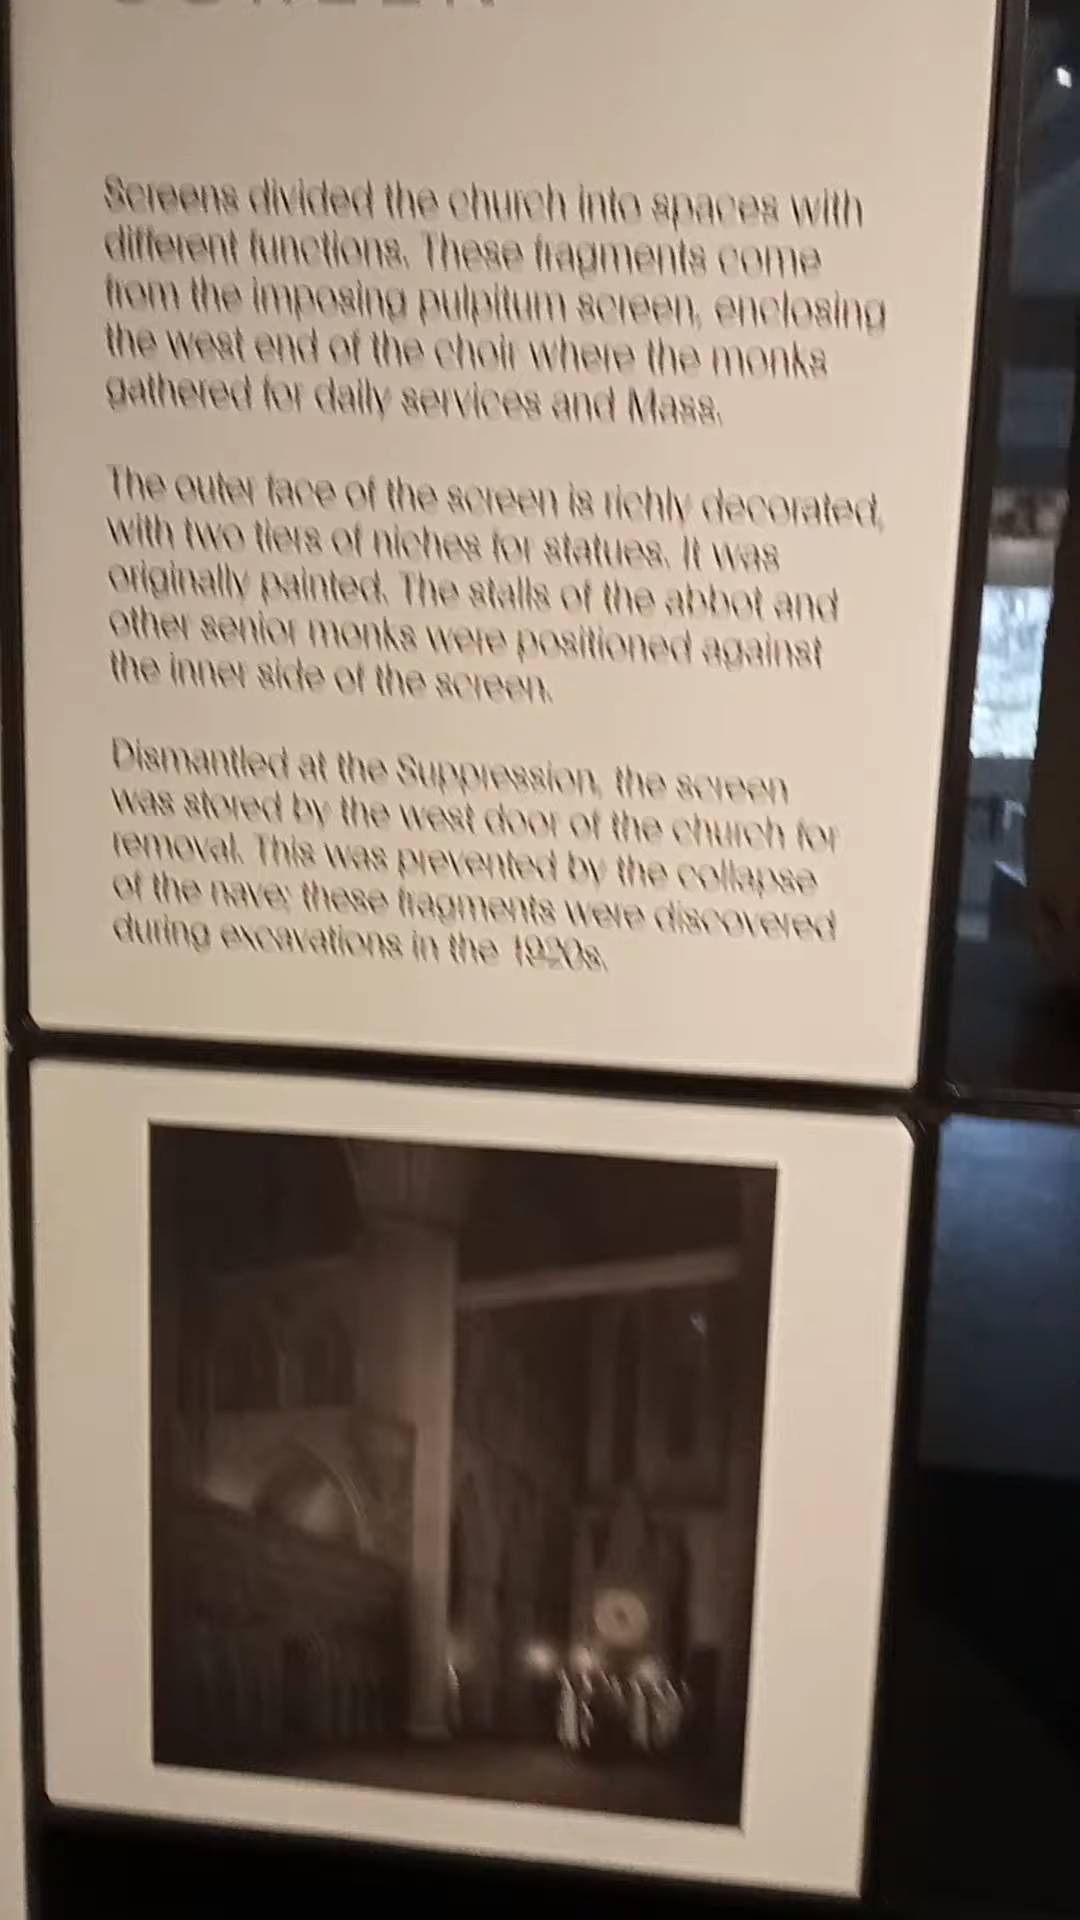 Screens divided the church into spaces with
different functions. These fragments come
from the imposing pulpitum screen, enclosing
the west end of the choir where the monks
gathered for daily services and Mass.
The outer face of the screen is richly decorated,
with two tiers of niches for statues. It was
originally painted. The stalls of the abbot and
other senior monks were positioned against
the inner side of the screen.
Dismantled at the Suppression, the screen
was stored by the west door of the church for
removal. This was prevented by the collapse
of the nave; these fragments were discovered
during excavations in the 1920s.